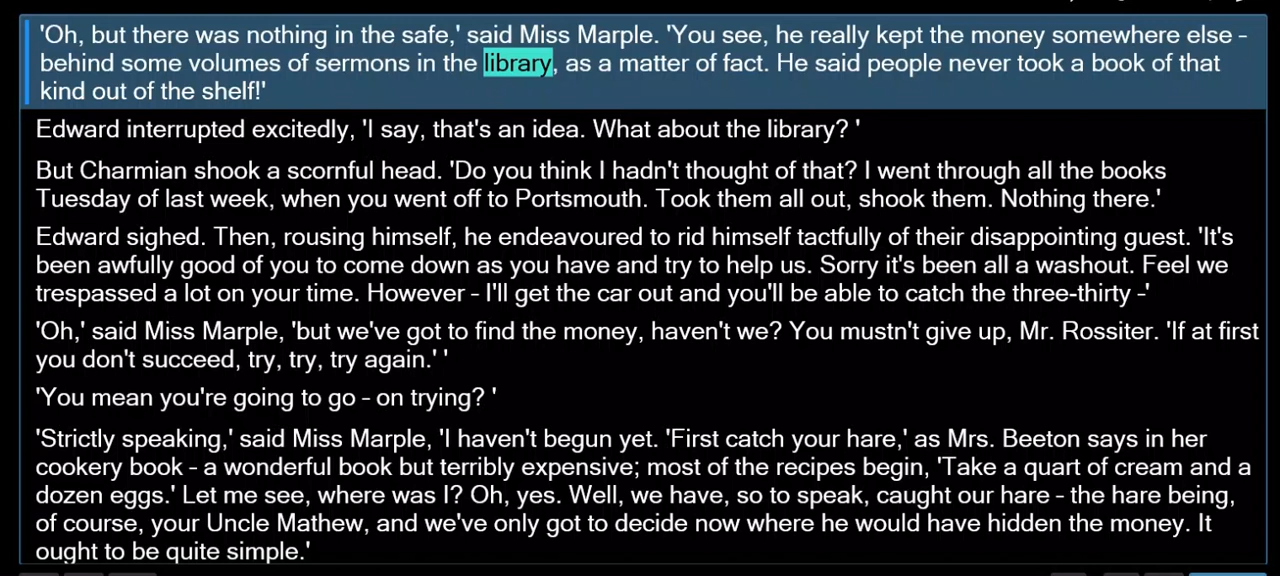 'Oh, but there was nothing in the safe,' said Miss Marple. 'You see, he really kept the money somewhere else –
behind some volumes of sermons in the library, as a matter of fact. He said people never took a book of that
kind out of the shelf!'
Edward interrupted excitedly, 'I say, that's an idea. What about the library? '
But Charmian shook a scornful head. 'Do you think I hadn't thought of that? I went through all the books
Tuesday of last week, when you went off to Portsmouth. Took them all out, shook them. Nothing there.'
Edward sighed. Then, rousing himself, he endeavoured to rid himself tactfully of their disappointing guest. 'It's
been awfully good of you to come down as you have and try to help us. Sorry it's been all a washout. Feel we
trespassed a lot on your time. However – I'll get the car out and you'll be able to catch the three-thirty –'
'Oh,' said Miss Marple, 'but we've got to find the money, haven't we? You mustn't give up, Mr. Rossiter. 'If at first
you don't succeed, try, try, try again.' '
'You mean you're going to go – on trying? '
'Strictly speaking,' said Miss Marple, 'I haven't begun yet. 'First catch your hare,' as Mrs. Beeton says in her
cookery book – a wonderful book but terribly expensive; most of the recipes begin, 'Take a quart of cream and a
dozen eggs.' Let me see, where was I? Oh, yes. Well, we have, so to speak, caught our hare – the hare being,
of course, your Uncle Mathew, and we've only got to decide now where he would have hidden the money. It
ought to be quite simple.'